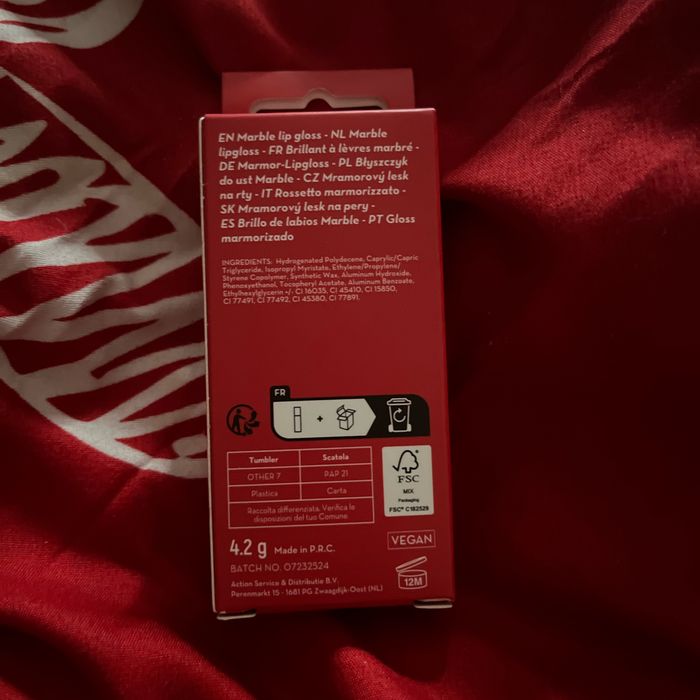 EN Marble lip gloss - NL Marble
lipgloss - FR Brillant à lèvres marbré -
DE Marmor-Lipgloss - PL Błyszczyk
do ust Marble - CZ Mramorový lesk
na rty - IT Rossetto marmorizzato -
SK Mramorový lesk na pery -
ES Brillo de labios Marble - PT Gloss
marmorizado
INGREDIENTS: Hydrogenated Polydecene, Caprylic/Capric
Triglyceride, Isopropyl Myristate, Ethylene/Propylene/
Styrene Copolymer, Synthetic Wax, Aluminum Hydroxide,
Phenoxyethanol, Tocopheryl Acetate, Aluminum Benzoate,
Ethylhexylglycerin +/- CI 16035, CI 45410, CI 15850,
CI 77491, CI 77492, CI 45380, CI 77891.
FR
+
Tumbler Scatola
OTHER 7 PAP 21
Plastica Carta
Raccolta differenziata. Verifica le
disposizioni del tuo Comune.
FSC
MIX
Packaging
FSC® C182529
4.2 g Made in P.R.C.
BATCH NO. 07232524
VEGAN
12M
Action Service & Distributie B.V.
Perenmarkt 15 - 1681 PG Zwaagdijk-Oost (NL)